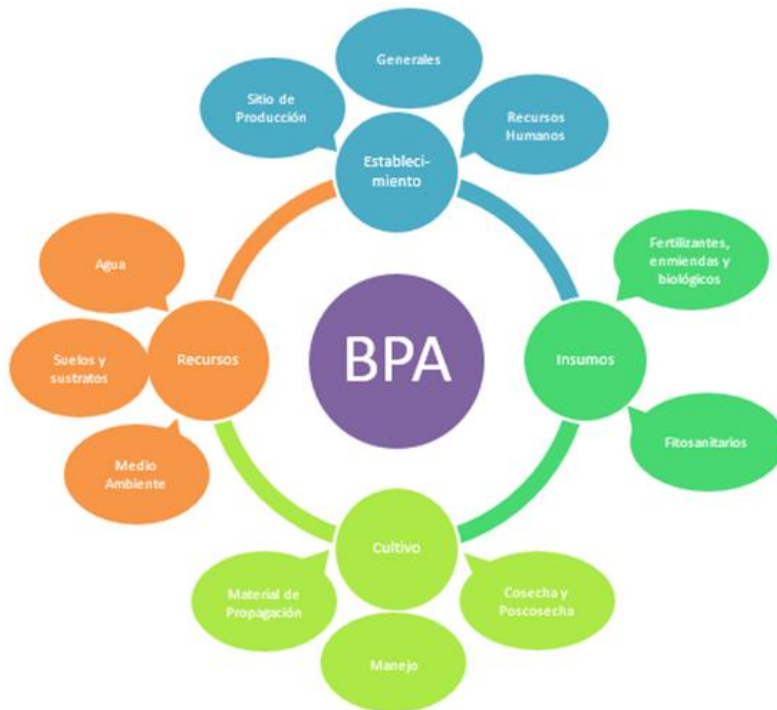 Generales
Sitio de
Producción
Recursos
Humanos
Estableci-
miento
Fertilizantes,
enmiendas y
biológicos
Agua
Suelos y
sustratos
Recursos
BPA
Insumos
Medio
Ambiente
Fitosanitarios
Cultivo
Material de
Propagación
Cosecha y
Poscosecha
Manejo